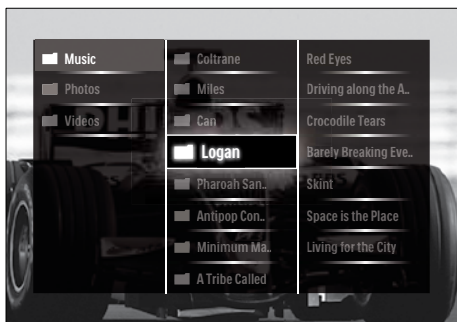 Music
Photos
Videos
Coltrane
Miles
Can
Logan
Pharoah San..
Antipop Con..
Minimum Ma..
A Tribe Called
Red Eyes
Driving along the A..
Crocodile Tears
Barely Breaking Eve..
Skint
Space is the Place
Living for the City